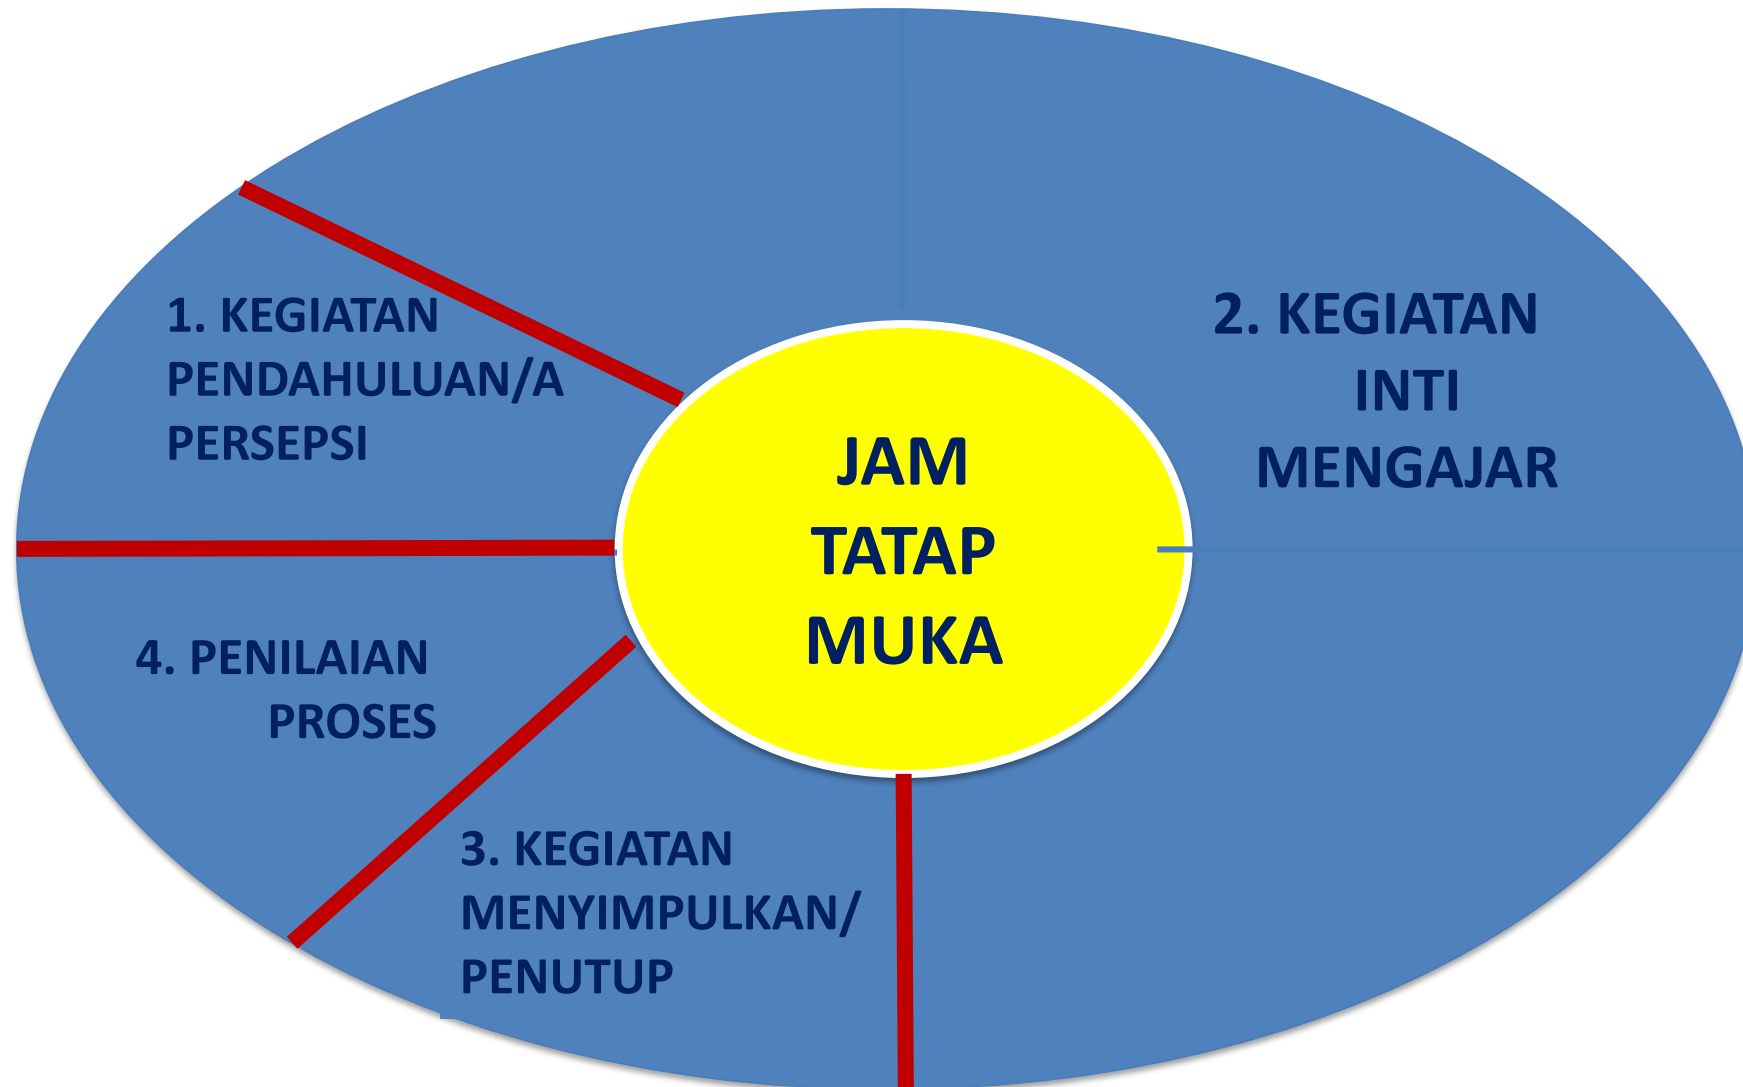 1. KEGIATAN
PENDAHULUAN/A
PERSEPSI
2. KEGIATAN
INTI
MENGAJAR
JAM
TATAP
MUKA
4. PENILAIAN
PROSES
3. KEGIATAN
MENYIMPULKAN/
PENUTUP